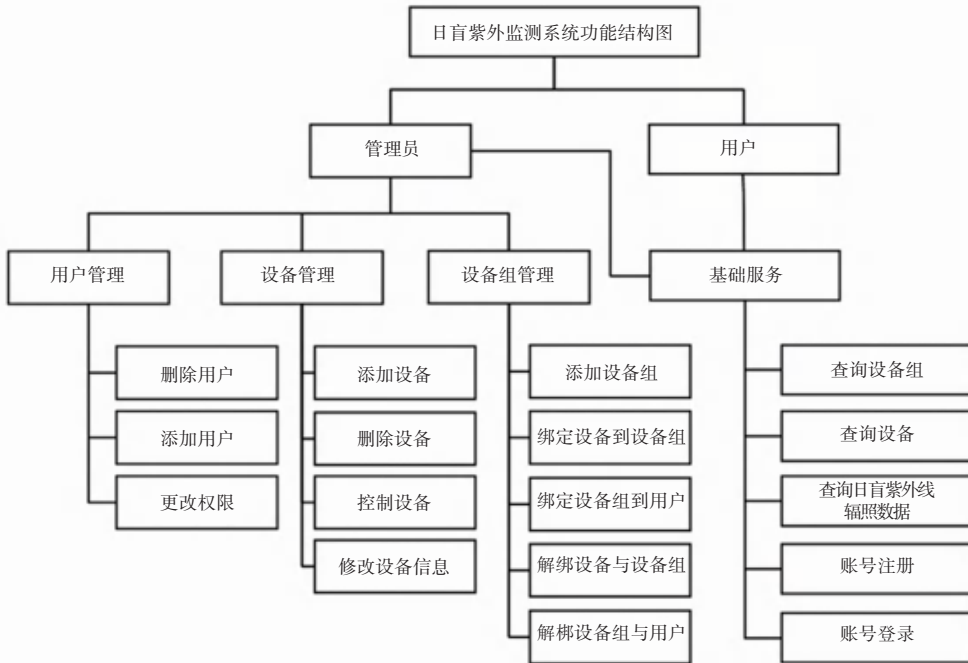 日盲紫外监测系统功能结构图
管理员
用户
用户管理
设备管理
设备组管理
基础服务
删除用户
添加用户
更改权限
添加设备
删除设备
控制设备
修改设备信息
添加设备组
绑定设备到设备组
绑定设备组到用户
解绑设备与设备组
解梆设备组与用户
查询设备组
查询设备
查询日盲紫外线
辐照数据
账号注册
账号登录